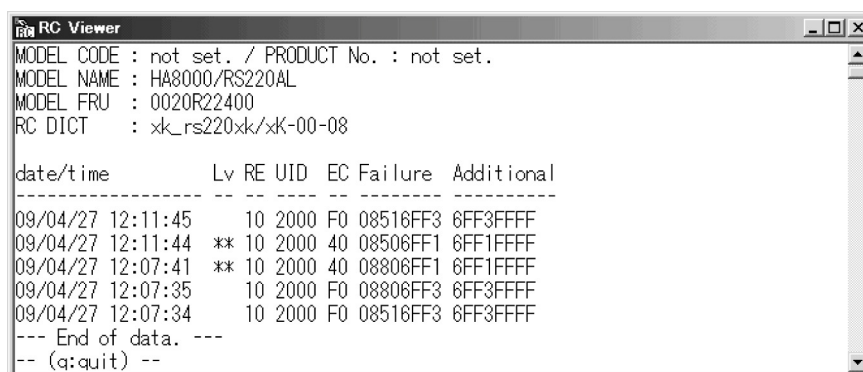 RC Viewer
MODEL CODE : not set. / PRODUCT No. : not set.
MODEL NAME : HA8000/RS220AL
MODEL FRU  : 0020R22400
RC DICT    : xk_rs220xk/xK-00-08
date/time           Lv RE UID  EC Failure  Additional
------------------- -- -- ---- -- -------- ----------
09/04/27 12:11:45      10 2000 F0 08516FF3 6FF3FFFF
09/04/27 12:11:44   ** 10 2000 40 08506FF1 6FF1FFFF
09/04/27 12:07:41   ** 10 2000 40 08806FF1 6FF1FFFF
09/04/27 12:07:35      10 2000 F0 08806FF3 6FF3FFFF
09/04/27 12:07:34      10 2000 F0 08516FF3 6FF3FFFF
--- End of data. ---
-- (q:quit) --